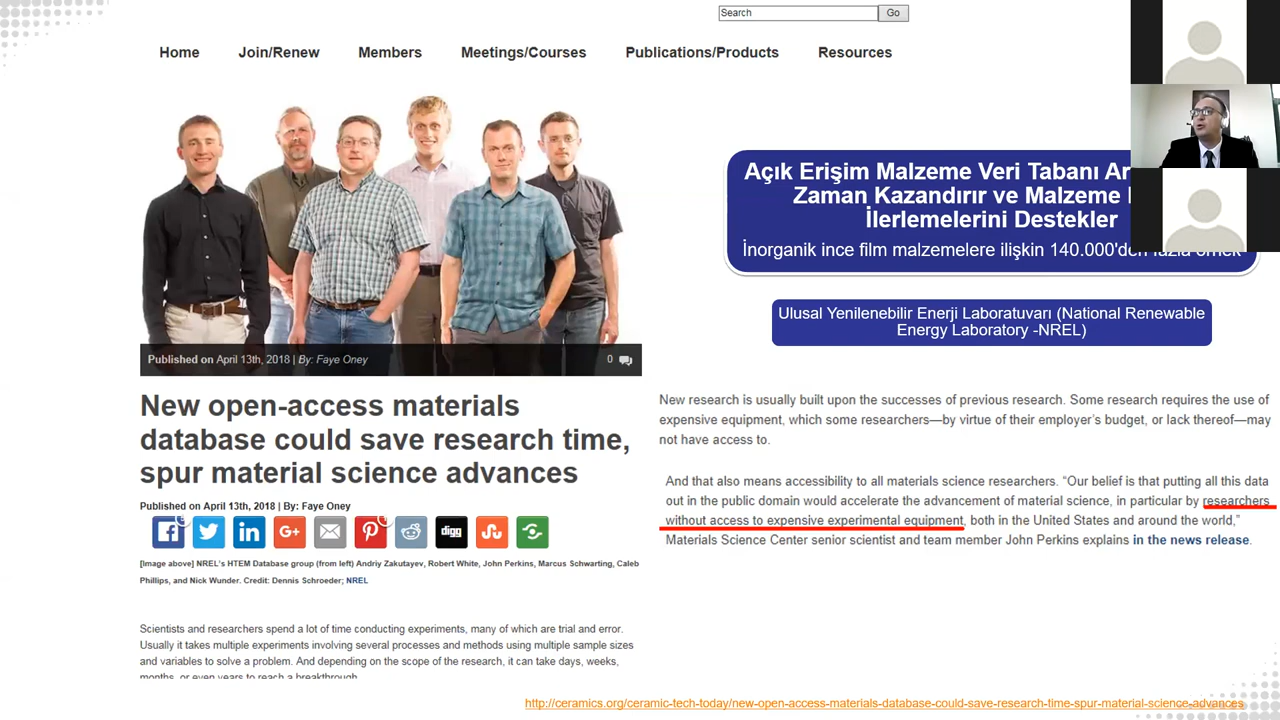 Search
Go
Home
Join/Renew
Members
Meetings/Courses
Publications/Products
Resources
Published on April 13th, 2018 | By: Faye Oney
0
New open-access materials
database could save research time,
spur material science advances
Published on April 13th, 2018 | By: Faye Oney
digg
[Image above] NREL's HTEM Database group (from left) Andriy Zakutayev, Robert White, John Perkins, Marcus Schwarting, Caleb
Phillips, and Nick Wunder. Credit: Dennis Schroeder; NREL
Scientists and researchers spend a lot of time conducting experiments, many of which are trial and error.
Usually it takes multiple experiments involving several processes and methods using multiple sample sizes
and variables to solve a problem. And depending on the scope of the research, it can take days, weeks,
months, or even years to reach a breakthrough.
Açık Erişim Malzeme Veri Tabanı
Zaman Kazandırır ve Malzeme
İlerlemelerini Destekler
İnorganik ince film malzemelere ilişkin 140.000'den fazla örnek
Ulusal Yenilenebilir Enerji Laboratuvarı (National Renewable
Energy Laboratory -NREL)
New research is usually built upon the successes of previous research. Some research requires the use of
expensive equipment, which some researchers—by virtue of their employer's budget, or lack thereof—may
not have access to.
And that also means accessibility to all materials science researchers. “Our belief is that putting all this data
out in the public domain would accelerate the advancement of material science, in particular by researchers
without access to expensive experimental equipment, both in the United States and around the world,”
Materials Science Center senior scientist and team member John Perkins explains in the news release.
http://ceramics.org/ceramic-tech-today/new-open-access-materials-database-could-save-research-time-spur-material-science-advances